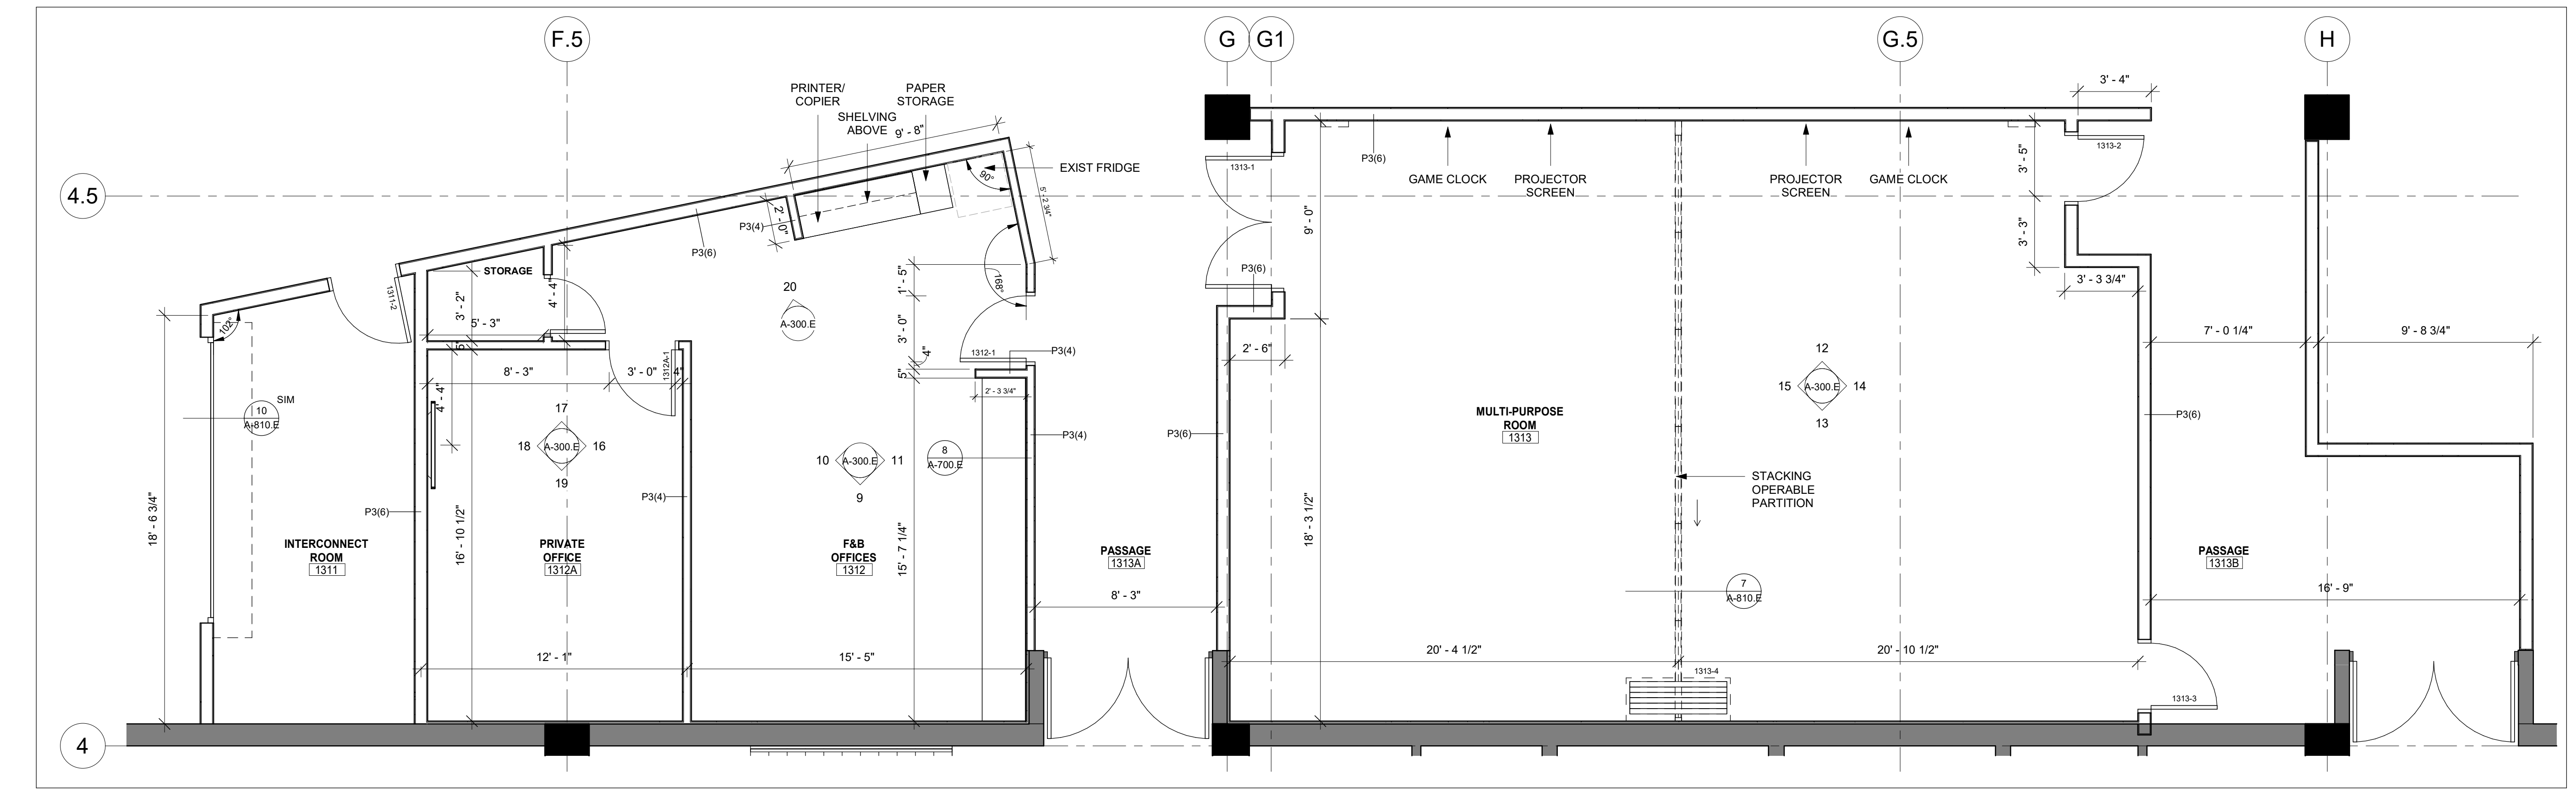 F.5
G
G1
G.5
H
4.5
4
3' - 4"
PRINTER/
COPIER
PAPER
STORAGE
SHELVING
ABOVE
9' - 8"
EXIST FRIDGE
90°
5' - 2 3/4"
2' - 0"
P3(4)
P3(6)
STORAGE
1311-2
102°
3' - 2"
4' - 4"
5' - 3"
5"
20
A-300.E
1' - 5"
168°
3' - 0"
4"
5"
1312-1
P3(4)
2' - 3 3/4"
8' - 3"
3' - 0"
4"
1312A-1
4' - 4"
SIM
10
A-810.E
17
18
A-300.E
16
19
10
A-300.E
11
9
8
A-700.E
P3(4)
P3(4)
P3(6)
18' - 6 3/4"
16' - 10 1/2"
15' - 7 1/4"
INTERCONNECT
ROOM
1311
PRIVATE
OFFICE
1312A
F&B
OFFICES
1312
PASSAGE
1313A
8' - 3"
12' - 1"
15' - 5"
1313-1
P3(6)
9' - 0"
P3(6)
GAME CLOCK
PROJECTOR
SCREEN
PROJECTOR
SCREEN
GAME CLOCK
3' - 5"
1313-2
3' - 3"
3' - 3 3/4"
2' - 6"
P3(6)
18' - 3 1/2"
MULTI-PURPOSE
ROOM
1313
12
15
A-300.E
14
13
STACKING
OPERABLE
PARTITION
7
A-810.E
20' - 4 1/2"
20' - 10 1/2"
1313-4
1313-3
P3(6)
7' - 0 1/4"
9' - 8 3/4"
PASSAGE
1313B
16' - 9"